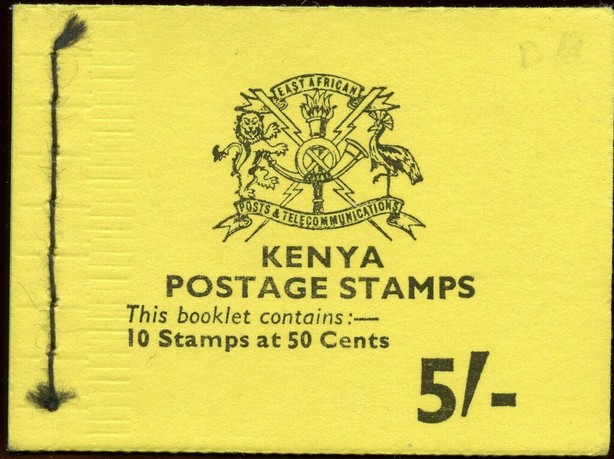 EAST AFRICAN
POSTS & TELECOMMUNICATIONS
KENYA
POSTAGE STAMPS
This booklet contains:—
10 Stamps at 50 Cents
5/-